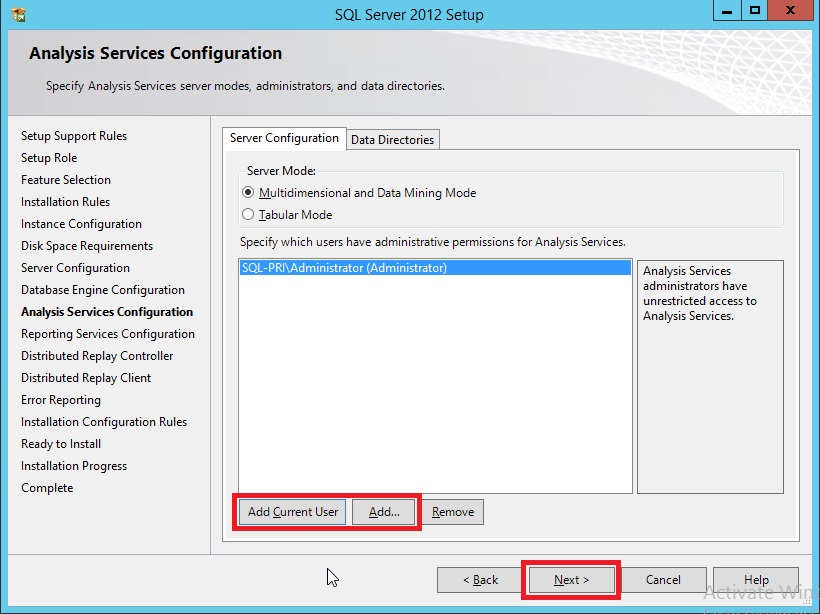 SQL Server 2012 Setup
Analysis Services Configuration
Specify Analysis Services server modes, administrators, and data directories.
Setup Support Rules
Setup Role
Feature Selection
Installation Rules
Instance Configuration
Disk Space Requirements
Server Configuration
Database Engine Configuration
Analysis Services Configuration
Reporting Services Configuration
Distributed Replay Controller
Distributed Replay Client
Error Reporting
Installation Configuration Rules
Ready to Install
Installation Progress
Complete
Server Configuration
Data Directories
Server Mode:
Multidimensional and Data Mining Mode
Tabular Mode
Specify which users have administrative permissions for Analysis Services.
SQL-PRI\Administrator (Administrator)
Analysis Services
administrators have
unrestricted access to
Analysis Services.
Add Current User
Add...
Remove
< Back
Next >
Cancel
Help
Activate Win